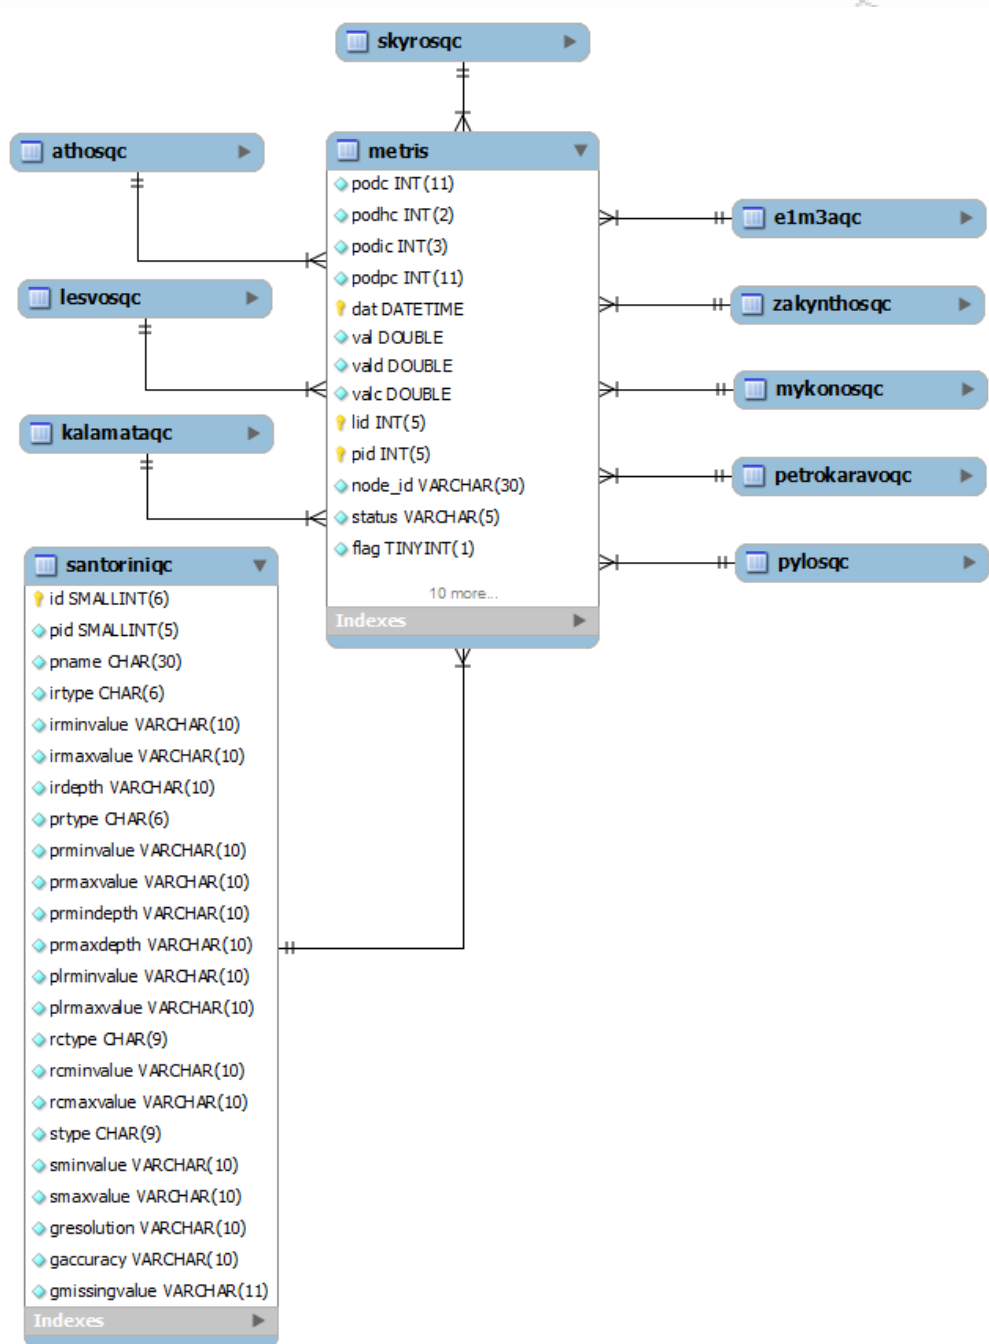 skyrosqc
athosqc
metris
podc INT(11)
podhc INT(2)
podic INT(3)
podpc INT(11)
dat DATETIME
val DOUBLE
vald DOUBLE
valc DOUBLE
lid INT(5)
pid INT(5)
node_id VARCHAR(30)
status VARCHAR(5)
flag TINYINT(1)
10 more...
Indexes
e1m3aqc
lesvosqc
zakynthosqc
mykonosqc
kalamataqc
petrokaravoqc
pylosqc
santoriniqc
id SMALLINT(6)
pid SMALLINT(5)
pname CHAR(30)
irtype CHAR(6)
irminvalue VARCHAR(10)
irmaxvalue VARCHAR(10)
irdepth VARCHAR(10)
prtype CHAR(6)
prminvalue VARCHAR(10)
prmaxvalue VARCHAR(10)
prmindepth VARCHAR(10)
prmaxdepth VARCHAR(10)
plrminvalue VARCHAR(10)
plrmaxvalue VARCHAR(10)
rctype CHAR(9)
rcminvalue VARCHAR(10)
rcmaxvalue VARCHAR(10)
stype CHAR(9)
sminvalue VARCHAR(10)
smaxvalue VARCHAR(10)
gresolution VARCHAR(10)
gaccuracy VARCHAR(10)
gmissingvalue VARCHAR(11)
Indexes